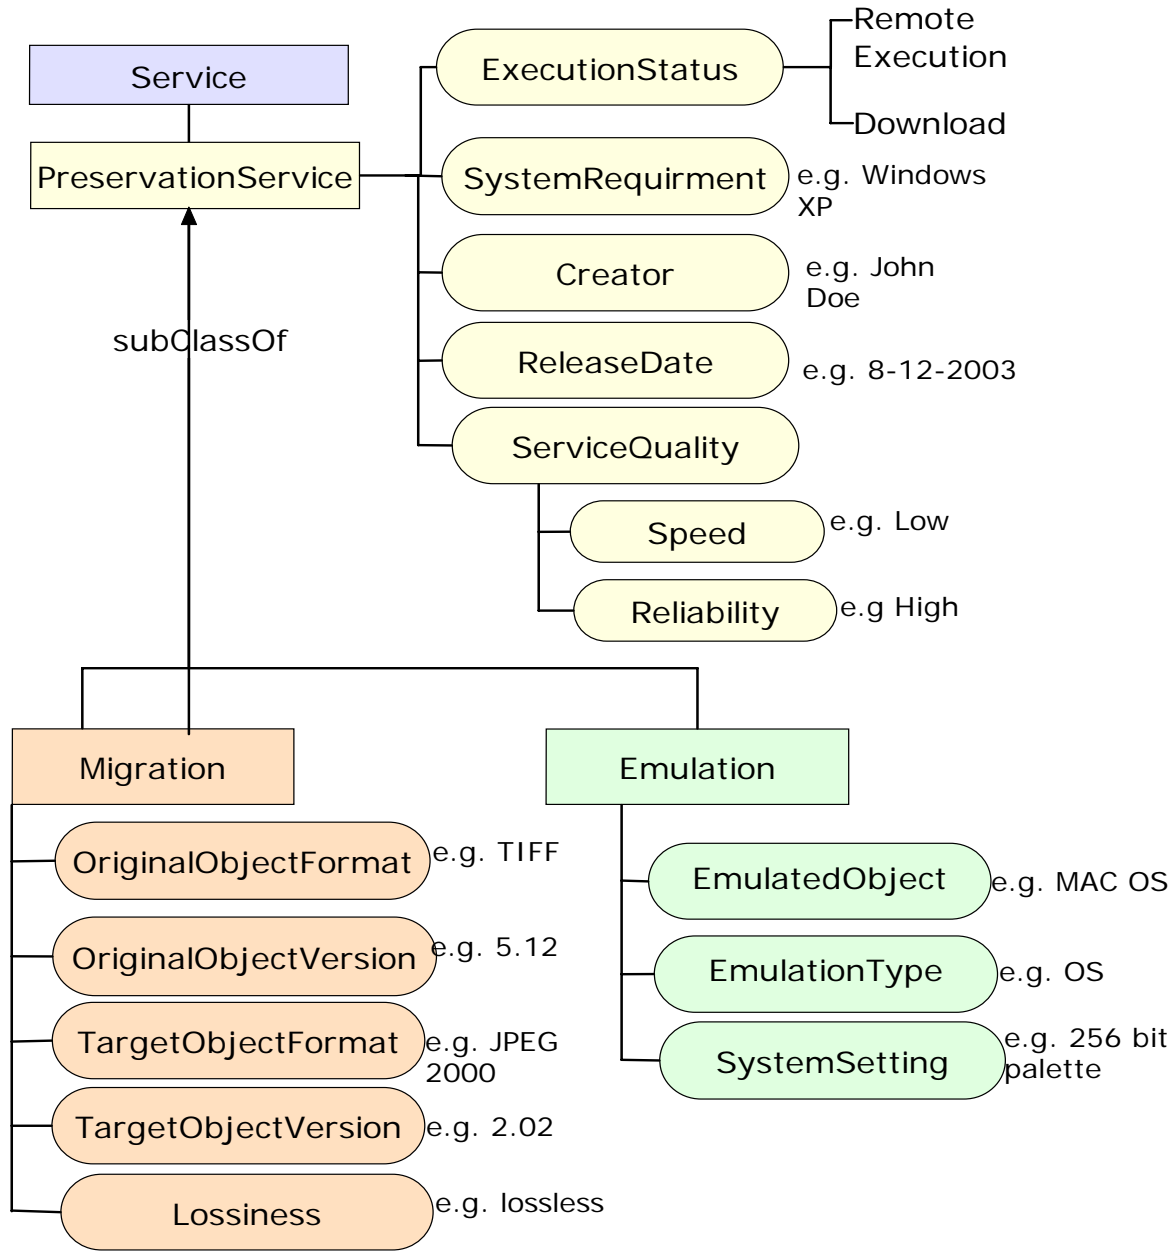 Service
PreservationService
subClassOf
ExecutionStatus
Remote
Execution
Download
SystemRequirment
e.g. Windows
XP
Creator
e.g. John
Doe
ReleaseDate
e.g. 8-12-2003
ServiceQuality
Speed
e.g. Low
Reliability
e.g High
Migration
OriginalObjectFormat
e.g. TIFF
OriginalObjectVersion
e.g. 5.12
TargetObjectFormat
e.g. JPEG
2000
TargetObjectVersion
e.g. 2.02
Lossiness
e.g. lossless
Emulation
EmulatedObject
e.g. MAC OS
EmulationType
e.g. OS
SystemSetting
e.g. 256 bit
palette